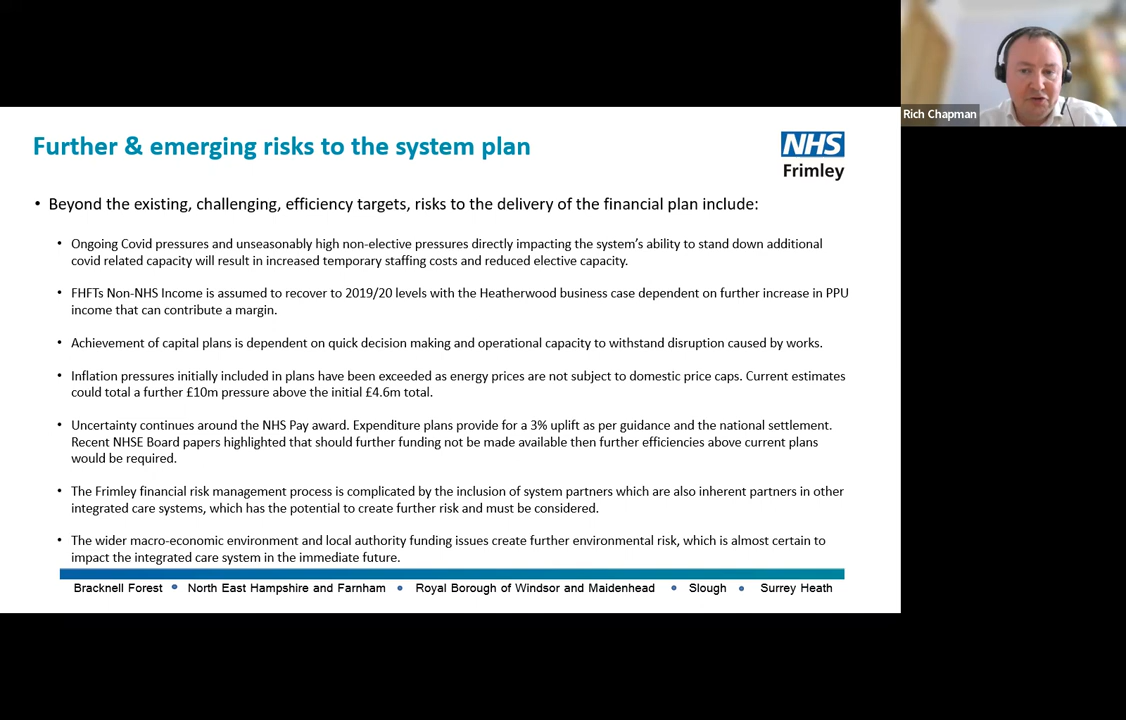 Rich Chapman
Further & emerging risks to the system plan
NHS
Frimley
• Beyond the existing, challenging, efficiency targets, risks to the delivery of the financial plan include:
• Ongoing Covid pressures and unseasonably high non-elective pressures directly impacting the system's ability to stand down additional
covid related capacity will result in increased temporary staffing costs and reduced elective capacity.
• FHFTs Non-NHS Income is assumed to recover to 2019/20 levels with the Heatherwood business case dependent on further increase in PPU
income that can contribute a margin.
• Achievement of capital plans is dependent on quick decision making and operational capacity to withstand disruption caused by works.
• Inflation pressures initially included in plans have been exceeded as energy prices are not subject to domestic price caps. Current estimates
could total a further £10m pressure above the initial £4.6m total.
• Uncertainty continues around the NHS Pay award. Expenditure plans provide for a 3% uplift as per guidance and the national settlement.
Recent NHSE Board papers highlighted that should further funding not be made available then further efficiencies above current plans
would be required.
• The Frimley financial risk management process is complicated by the inclusion of system partners which are also inherent partners in other
integrated care systems, which has the potential to create further risk and must be considered.
• The wider macro-economic environment and local authority funding issues create further environmental risk, which is almost certain to
impact the integrated care system in the immediate future.
Bracknell Forest • North East Hampshire and Farnham • Royal Borough of Windsor and Maidenhead • Slough • Surrey Heath